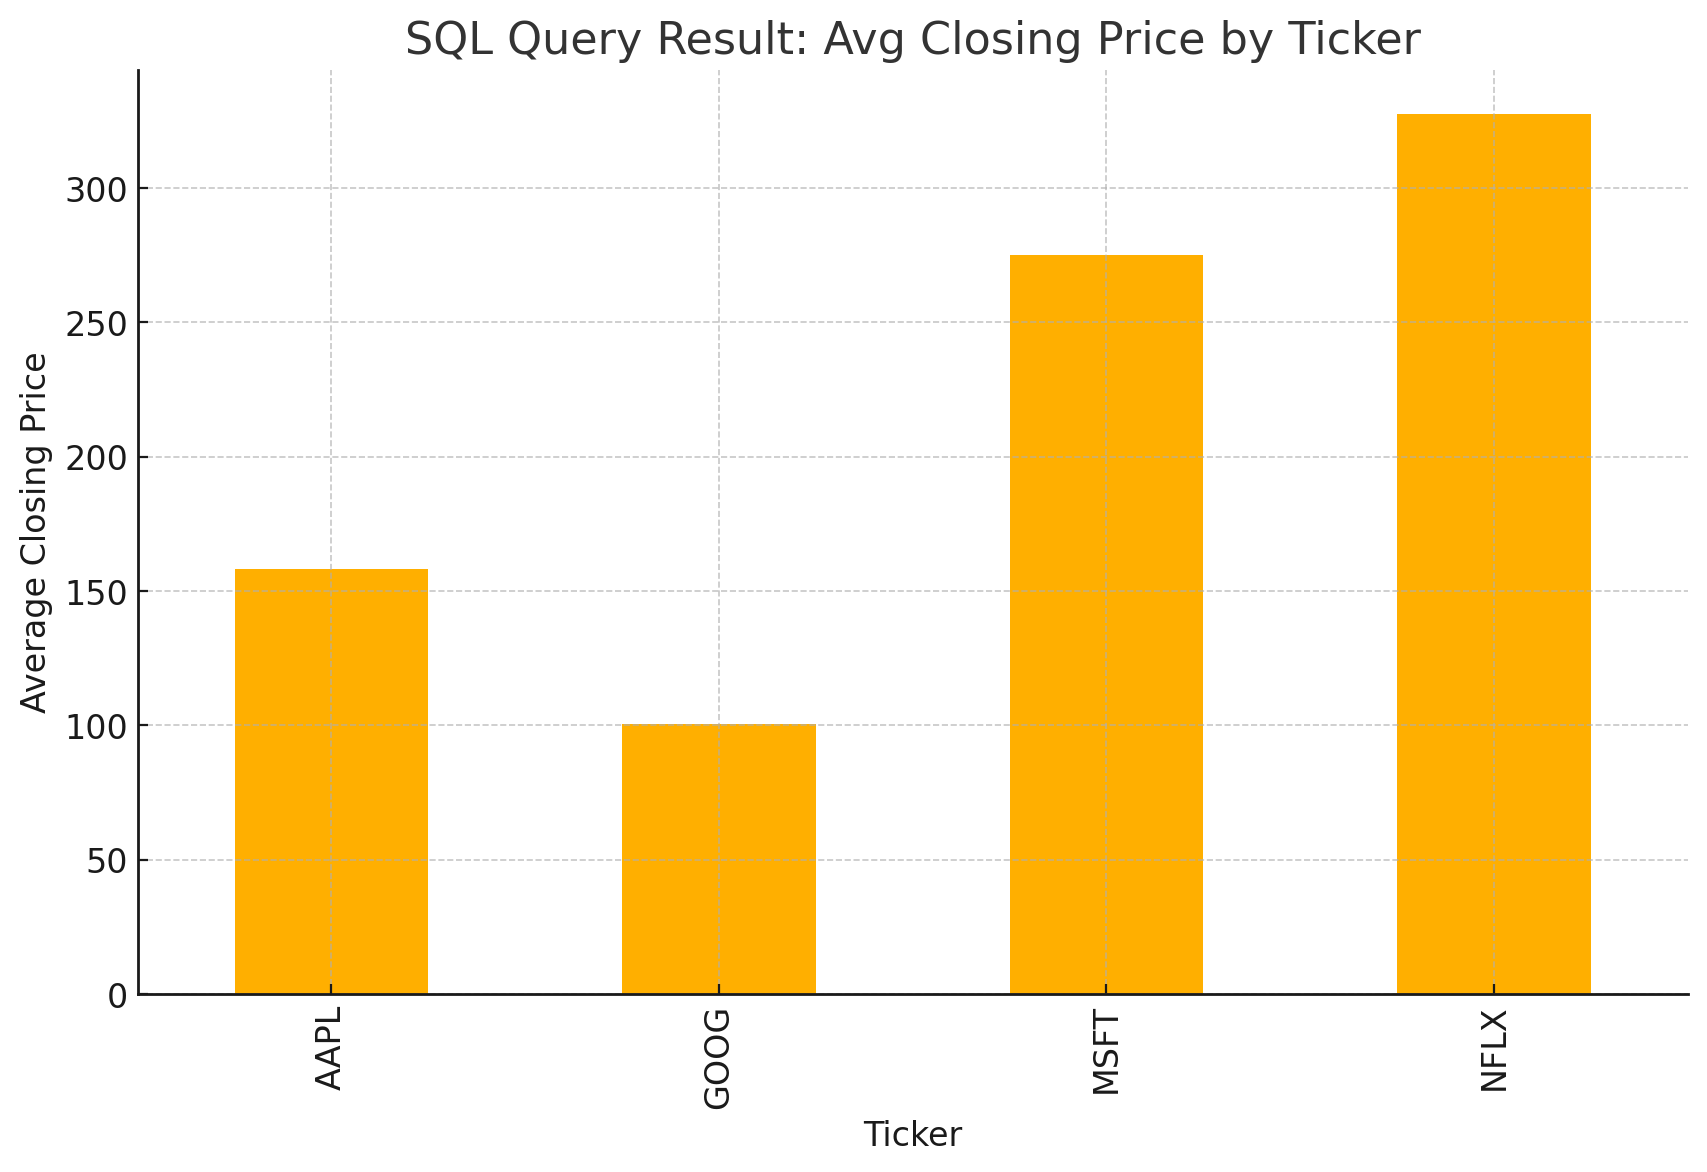 SQL Query Result: Avg Closing Price by Ticker
Average Closing Price
300
250
200
150
100
50
0
AAPL
GOOG
MSFT
NFLX
Ticker